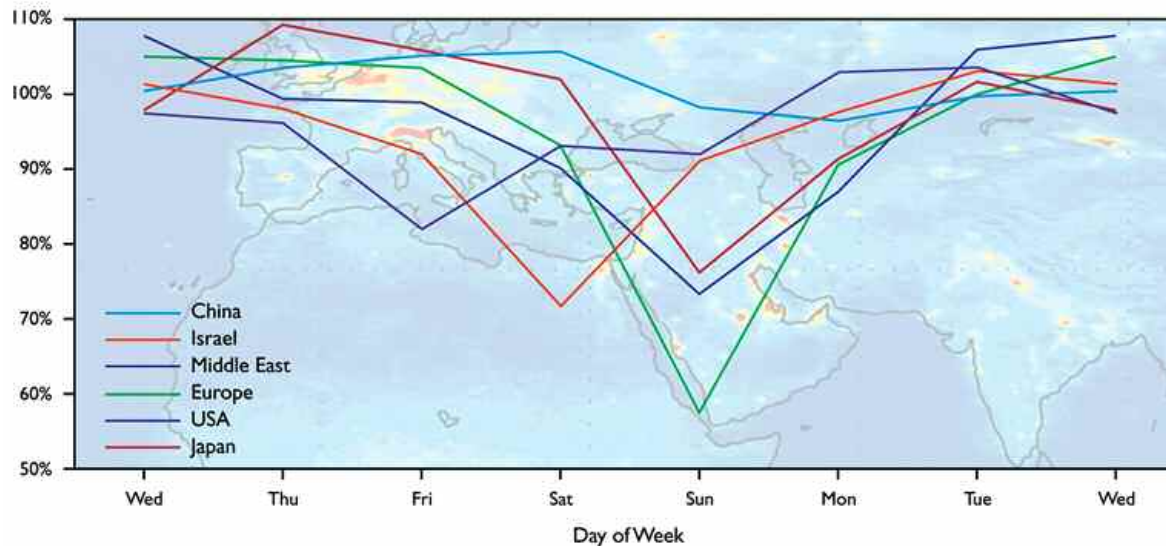 110%
100%
90%
80%
70%
60%
50%
China
Israel
Middle East
Europe
USA
Japan
Wed Thu Fri Sat Sun Mon Tue Wed
Day of Week